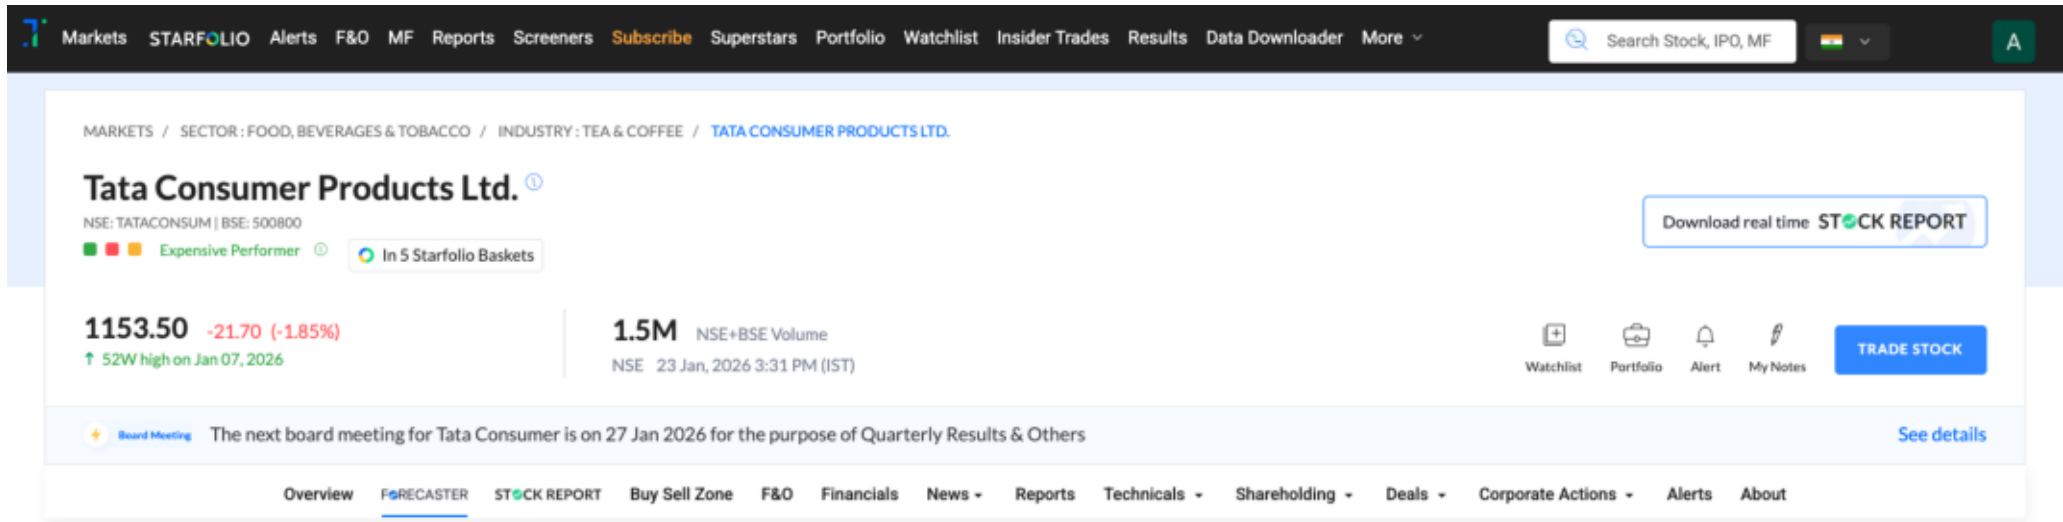 Markets STARFOLIO Alerts F&O MF Reports Screeners Subscribe Superstars Portfolio Watchlist Insider Trades Results Data Downloader More Search Stock, IPO, MF A
MARKETS / SECTOR : FOOD, BEVERAGES & TOBACCO / INDUSTRY : TEA & COFFEE / TATA CONSUMER PRODUCTS LTD.
Tata Consumer Products Ltd.
NSE: TATACONSUM | BSE: 500800
Expensive Performer In 5 Starfolio Baskets
Download real time STOCK REPORT
1153.50 -21.70 (-1.85%)
↑ 52W high on Jan 07, 2026
1.5M NSE+BSE Volume
NSE 23 Jan, 2026 3:31 PM (IST)
Watchlist Portfolio Alert My Notes TRADE STOCK
Board Meeting The next board meeting for Tata Consumer is on 27 Jan 2026 for the purpose of Quarterly Results & Others See details
Overview FORECASTER STOCK REPORT Buy Sell Zone F&O Financials News Reports Technicals Shareholding Deals Corporate Actions Alerts About